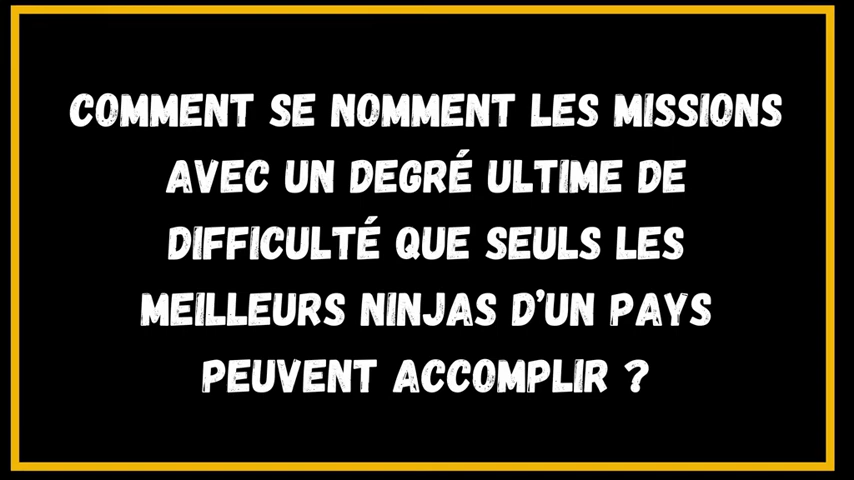 COMMENT SE NOMMENT LES MISSIONS
AVEC UN DEGRÉ ULTIME DE
DIFFICULTÉ QUE SEULS LES
MEILLEURS NINJAS D'UN PAYS
PEUVENT ACCOMPLIR ?